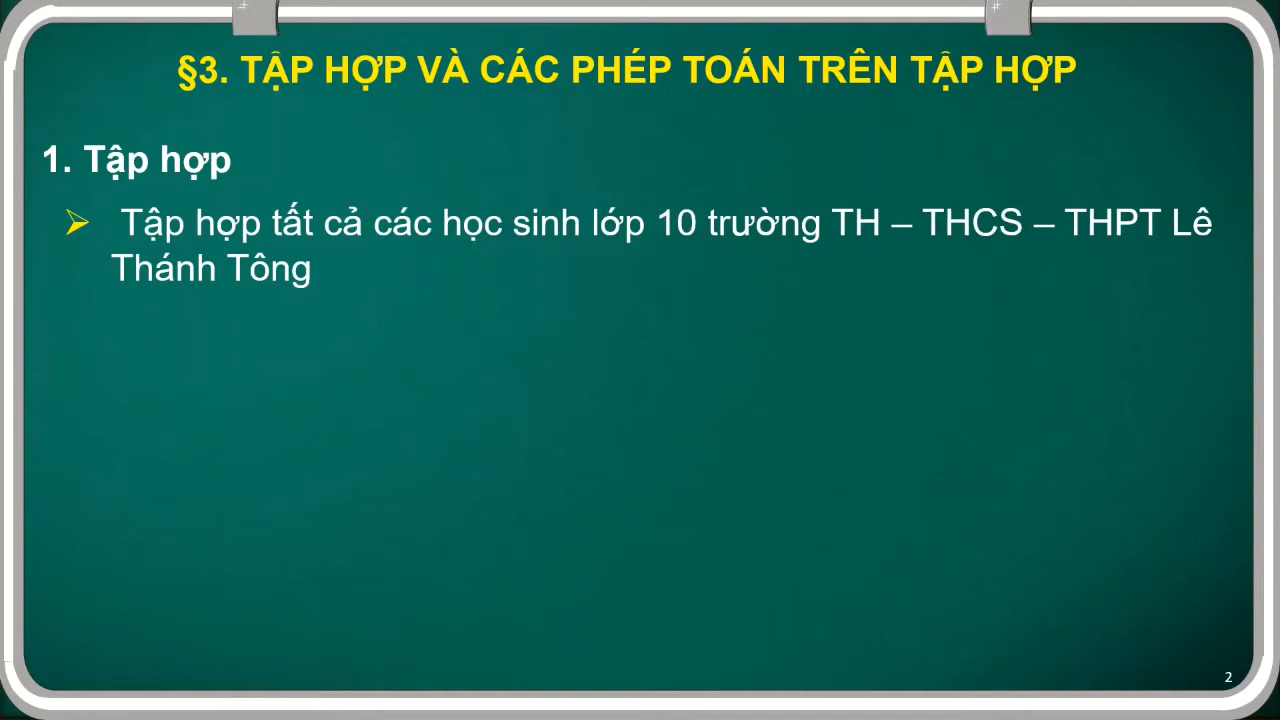 §3. TẬP HỢP VÀ CÁC PHÉP TOÁN TRÊN TẬP HỢP
1. Tập hợp
Tập hợp tất cả các học sinh lớp 10 trường TH – THCS – THPT Lê
Thánh Tông
2